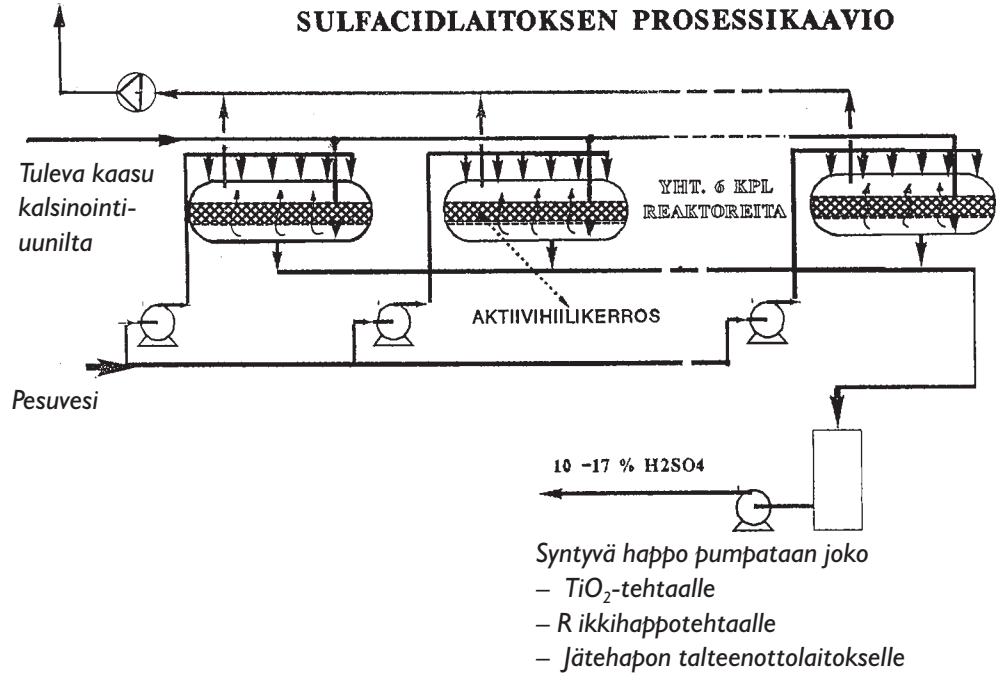 SULFACIDLAITOKSEN PROSESSIKAAVIO
Tuleva kaasu
kalsinointi-
uunilta
YHT. 6 KPL
REAKTOREITA
AKTIIVIHIILIKERROS
Pesuvesi
10 -17 % H2SO4
Syntyvä happo pumpataan joko
– TiO₂-tehtaalle
– R ikkihappotehtaalle
– Jätehapon talteenottolaitokselle